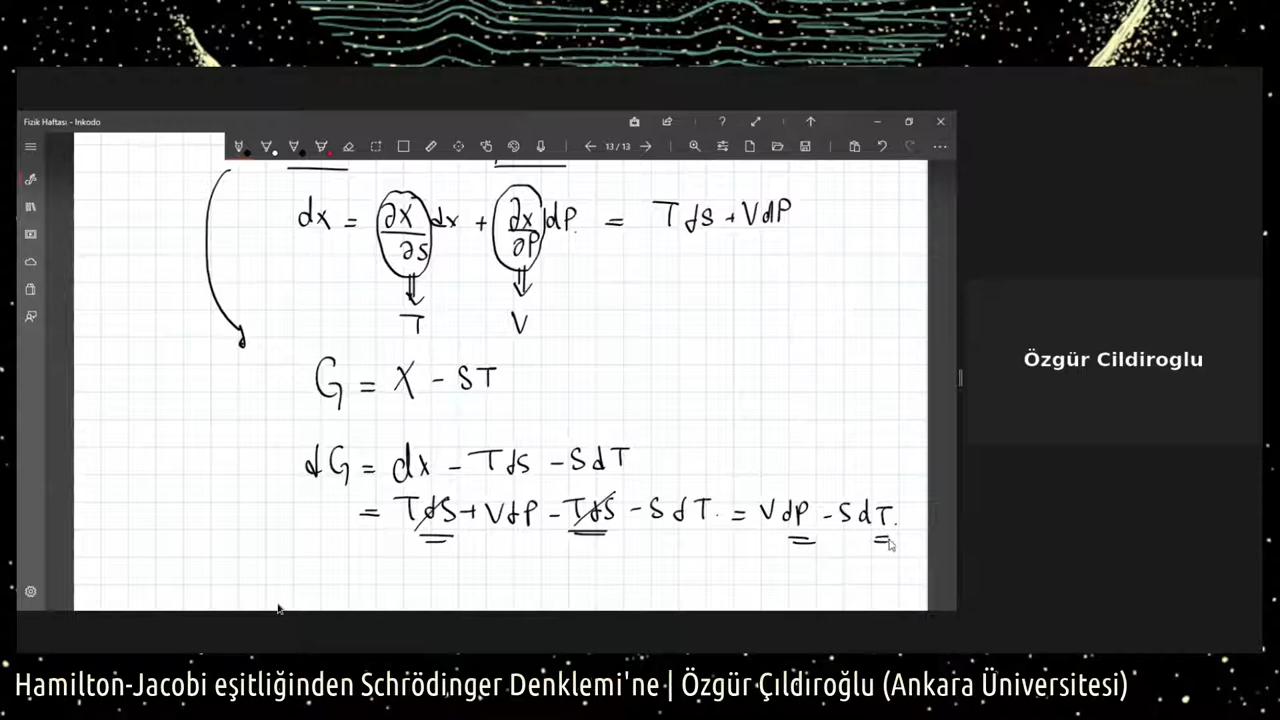 Fizik Haftası - Inkodo
13/13
dx = ∂x/∂s dx + ∂x/∂P dP. = TdS + VdP
T V
G = X - ST
dG = dx - Tds - SdT
= TdS + VdP - TdS - SdT. = VdP - SdT.
Özgür Cildiroglu
Hamilton-Jacobi eşitliğinden Schrödinger Denklemi'ne | Özgür Çıldıroğlu (Ankara Üniversitesi)